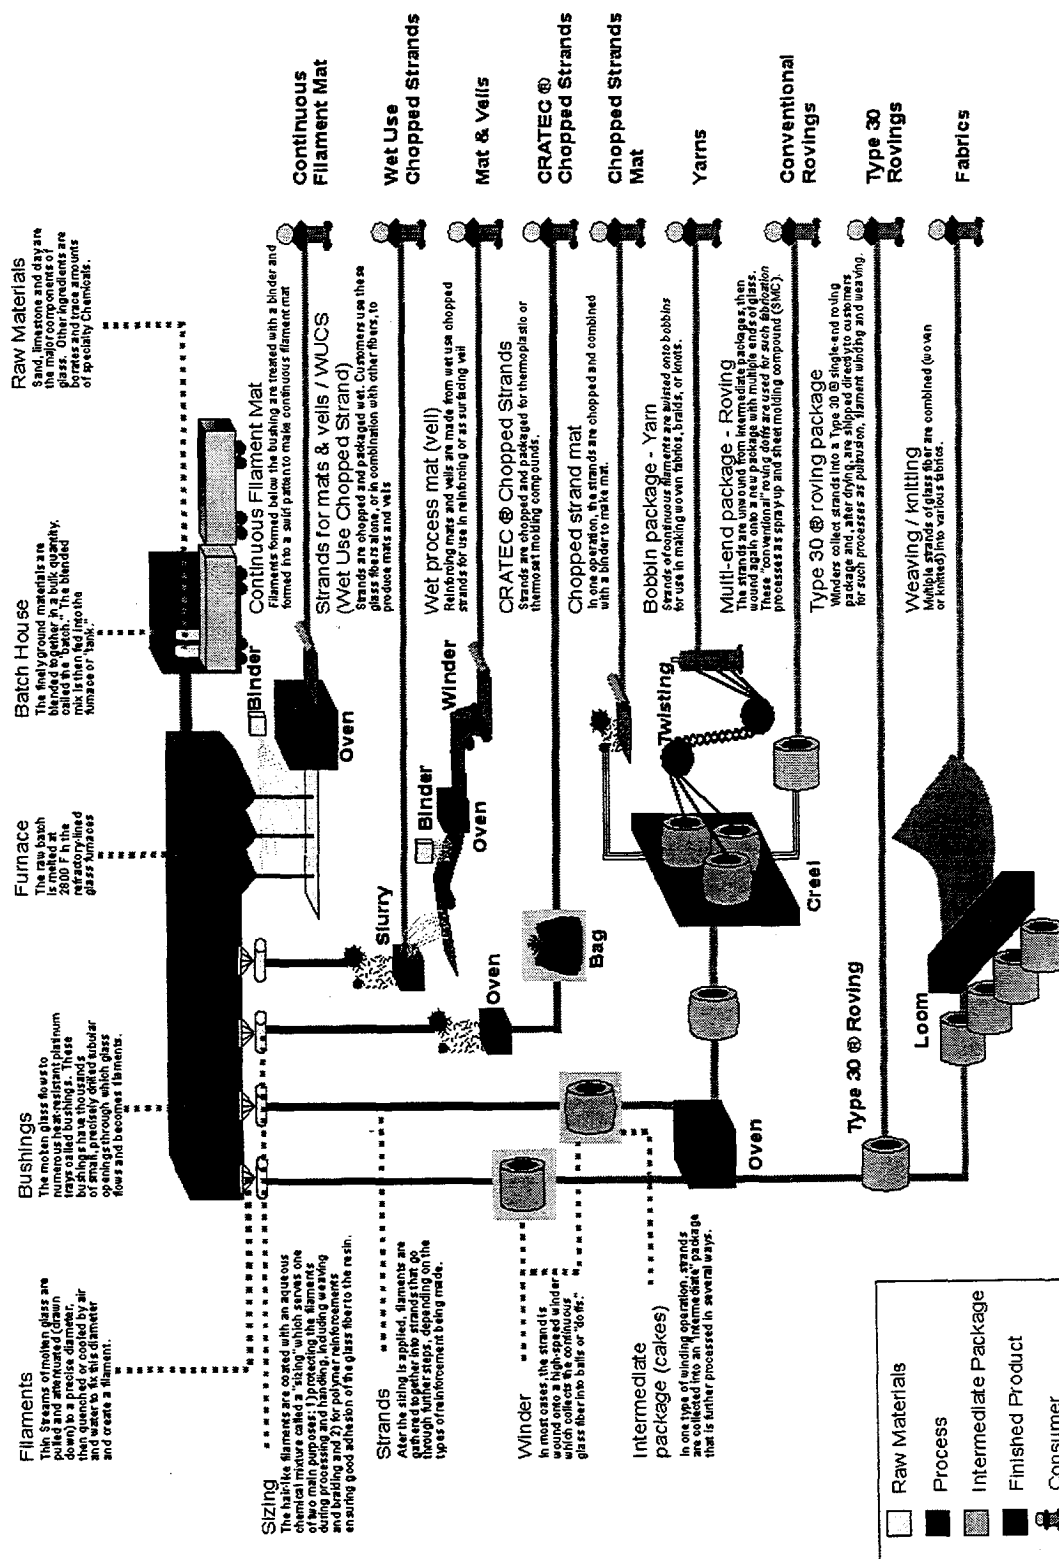 Filaments
Thin Streams of molten glass are
pulled and attenuated (drawn
down) to a precise diameter,
then quenched or cooled by air
and water to fix this diameter
and create a filament.
Bushings
The molten glass flows to
numerous heat-resistant platinum
trays called bushings. These
bushings have thousands
of small, precisely drilled tubular
openings through which glass
flows and becomes filaments.
Furnace
The raw batch
is melted at
2800 F h the
refractory-lined
glass furnaces
Batch House
The finely ground materials are
blended together in a bulk quantity,
called the "batch." The blended
mix is then fed into the
furnace or "tank."
Raw Materials
Sand, limestone and clay are
the major components of
glass. Other ingredients are
borates and trace amounts
of specialty Chemicals.
Sizing
The hairlike filaments are coated with an aqueous
chemical mixture called a "sizing" which serves one
of two main purposes: 1) protecting the filaments
during processing and handling, including weaving
and braiding and 2) for polymer reinforcements
ensuring good adhesion of the glass fiber to the resin.
Strands
After the sizing is applied, filaments are
gathered together into strands that go
through further steps, depending on the
types of reinforcement being made.
Winder
In most cases, the strand is
wound onto a high-speed winder
which collects the continuous
glass fiber into balls or "doffs."
Intermediate
package (cakes)
In one type of winding operation, strands
are collected into an "intermediate" package
that is further processed in several ways.
Binder
Oven
Continuous Filament Mat
Filaments formed below the bushing are treated with a binder and
formed into a swirl pattern to make continuous filament mat
Continuous
Filament Mat
Slurry
Strands for mats & veils / WUCS
(Wet Use Chopped Strand)
Strands are chopped and packaged wet. Customers use these
glass fibers alone, or in combination with other fibers, to
produce mats and veils
Wet Use
Chopped Strands
Binder
Oven
Winder
Wet process mat (veil)
Reinforcing mats and veils are made from wet use chopped
strands for use in reinforcing or as surfacing veil
Mat & Veils
Oven
Bag
CRATEC ® Chopped Strands
Strands are chopped and packaged for thermoplastic or
thermoset molding compounds.
CRATEC ®
Chopped Strands
Chopped strand mat
In one operation, the strands are chopped and combined
with a binder to make mat.
Chopped Strands
Mat
Oven
Creel
Twisting
Bobbin package - Yarn
Strands of continuous filaments are twisted onto bobbins
for use in making woven fabrics, braids, or knots.
Yarns
Multi-end package - Roving
The strands are unwound from intermediate packages, then
wound again onto a new package with multiple ends of glass.
These "conventional" roving doffs are used for such fabrication
processes as spray-up and sheet molding compound (SMC).
Conventional
Rovings
Type 30 ® Roving
Type 30 ® roving package
Winders collect strands into a Type 30 ® single-end roving
package and, after drying, are shipped directly to customers
for such processes as pultrusion, filament winding and weaving.
Type 30
Rovings
Loom
Weaving / knitting
Multiple strands of glass fiber are combined (woven
or knitted) into various fabrics.
Fabrics
Raw Materials
Process
Intermediate Package
Finished Product
Consumer